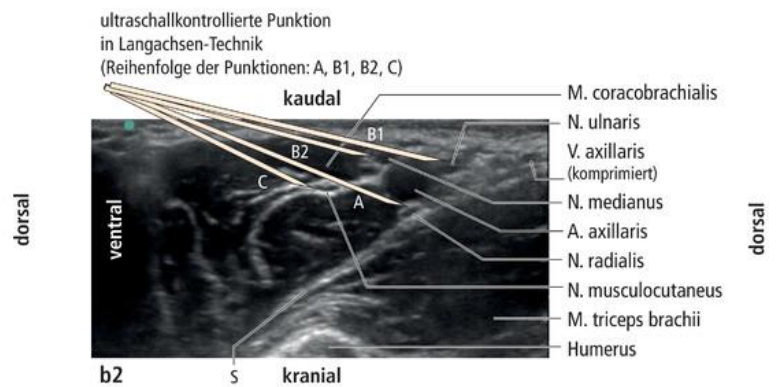 ultraschallkontrollierte Punktion
in Langachsen-Technik
(Reihenfolge der Punktionen: A, B1, B2, C)
kaudal
M. coracobrachialis
N. ulnaris
V. axillaris
(komprimiert)
N. medianus
A. axillaris
N. radialis
N. musculocutaneus
M. triceps brachii
Humerus
B1
B2
C
A
dorsal
ventral
dorsal
b2
S
kranial